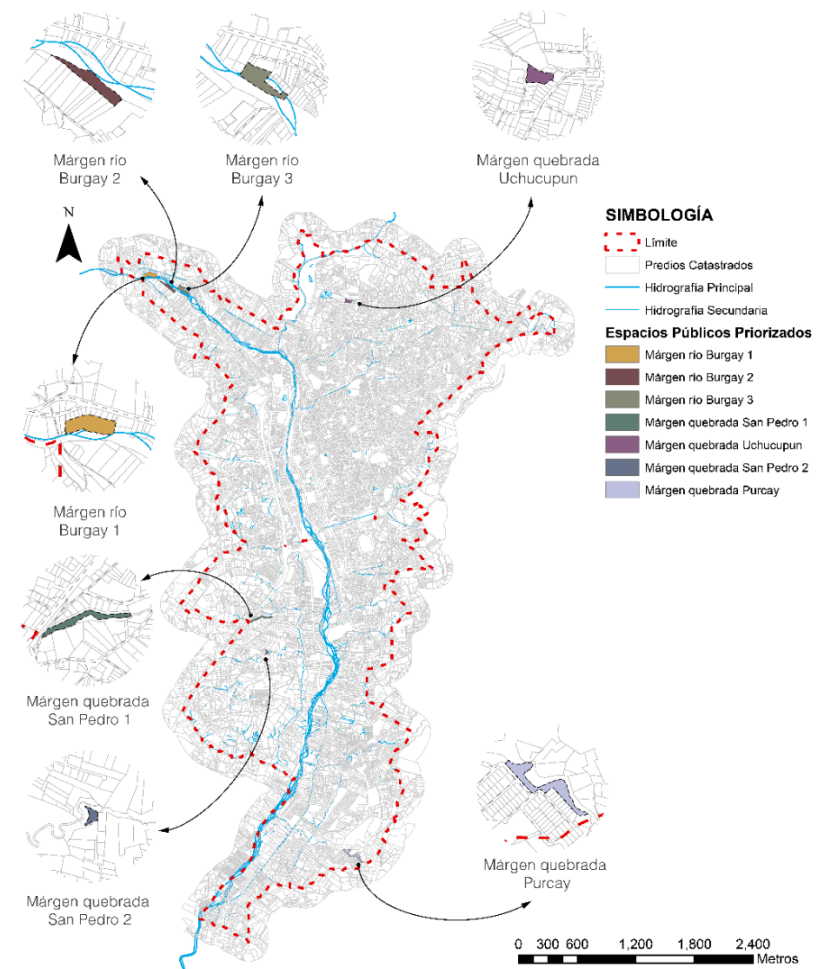 Márgen río
Burgay 2
Márgen río
Burgay 3
Márgen quebrada
Uchucupun
N
SIMBOLOGÍA
Límite
Predios Catastrados
Hidrografía Principal
Hidrografía Secundaria
Espacios Públicos Priorizados
Márgen río Burgay 1
Márgen río Burgay 2
Márgen río Burgay 3
Márgen quebrada San Pedro 1
Márgen quebrada Uchucupun
Márgen quebrada San Pedro 2
Márgen quebrada Purcay
Márgen río
Burgay 1
Márgen quebrada
San Pedro 1
Márgen quebrada
San Pedro 2
Márgen quebrada
Purcay
0 300 600 1,200 1,800 2,400
Metros